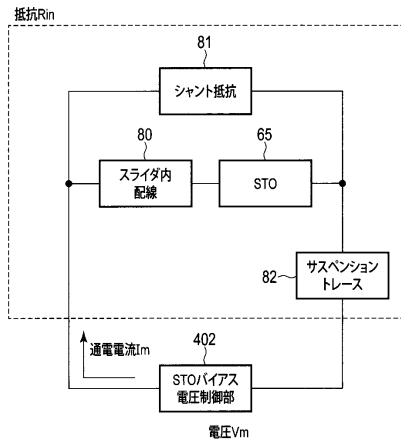 抵抗Rin
81
シャント抵抗
80
65
スライダ内
配線
STO
サスペンション
トレース
82
通電電流Im
402
STOバイアス
電圧制御部
電圧Vm